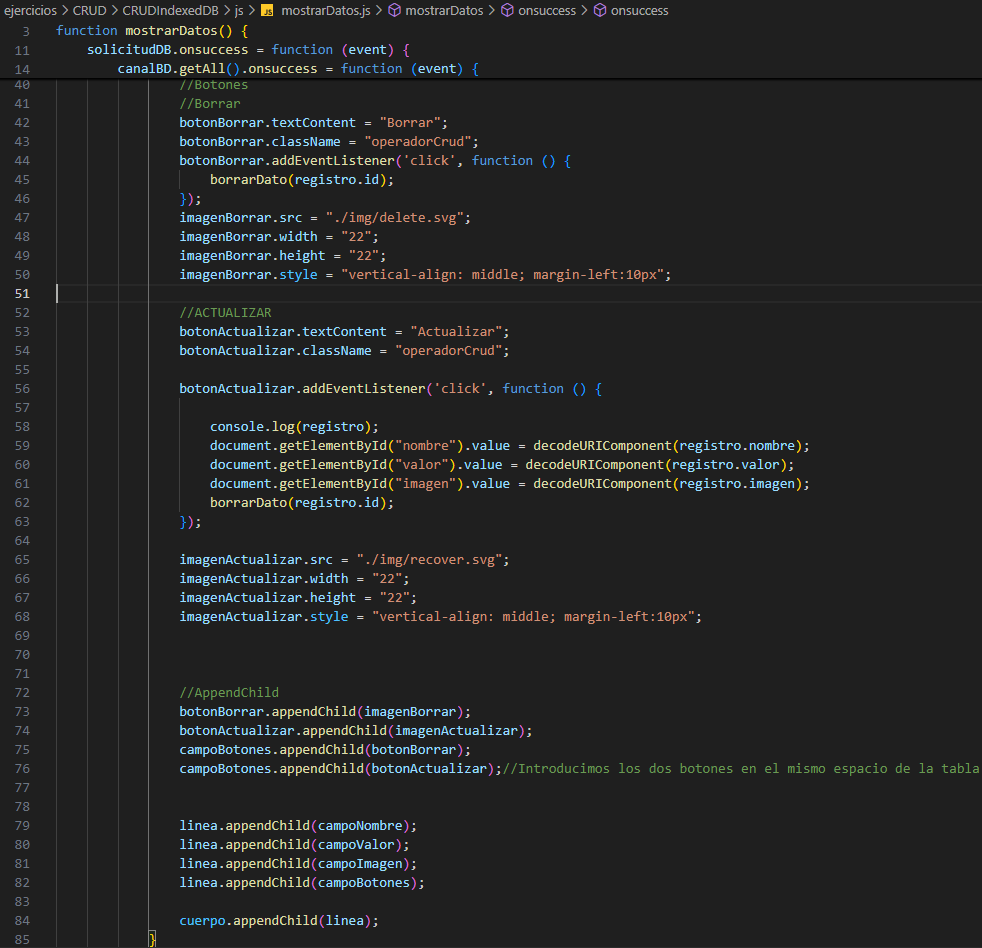 ejercicios > CRUD > CRUDIndexedDB > js > JS mostrarDatos.js > mostrarDatos > onsuccess > onsuccess
3 function mostrarDatos() {
11 solicitudDB.onsuccess = function (event) {
14 canalBD.getAll().onsuccess = function (event) {
40 //Botones
41 //Borrar
42 botonBorrar.textContent = "Borrar";
43 botonBorrar.className = "operadorCrud";
44 botonBorrar.addEventListener('click', function () {
45 borrarDato(registro.id);
46 });
47 imagenBorrar.src = "./img/delete.svg";
48 imagenBorrar.width = "22";
49 imagenBorrar.height = "22";
50 imagenBorrar.style = "vertical-align: middle; margin-left:10px";
51
52 //ACTUALIZAR
53 botonActualizar.textContent = "Actualizar";
54 botonActualizar.className = "operadorCrud";
55
56 botonActualizar.addEventListener('click', function () {
57
58 console.log(registro);
59 document.getElementById("nombre").value = decodeURIComponent(registro.nombre);
60 document.getElementById("valor").value = decodeURIComponent(registro.valor);
61 document.getElementById("imagen").value = decodeURIComponent(registro.imagen);
62 borrarDato(registro.id);
63 });
64
65 imagenActualizar.src = "./img/recover.svg";
66 imagenActualizar.width = "22";
67 imagenActualizar.height = "22";
68 imagenActualizar.style = "vertical-align: middle; margin-left:10px";
69
70
71
72 //AppendChild
73 botonBorrar.appendChild(imagenBorrar);
74 botonActualizar.appendChild(imagenActualizar);
75 campoBotones.appendChild(botonBorrar);
76 campoBotones.appendChild(botonActualizar);//Introducimos los dos botones en el mismo espacio de la tabla
77
78
79 linea.appendChild(campoNombre);
80 linea.appendChild(campoValor);
81 linea.appendChild(campoImagen);
82 linea.appendChild(campoBotones);
83
84 cuerpo.appendChild(linea);
85 }